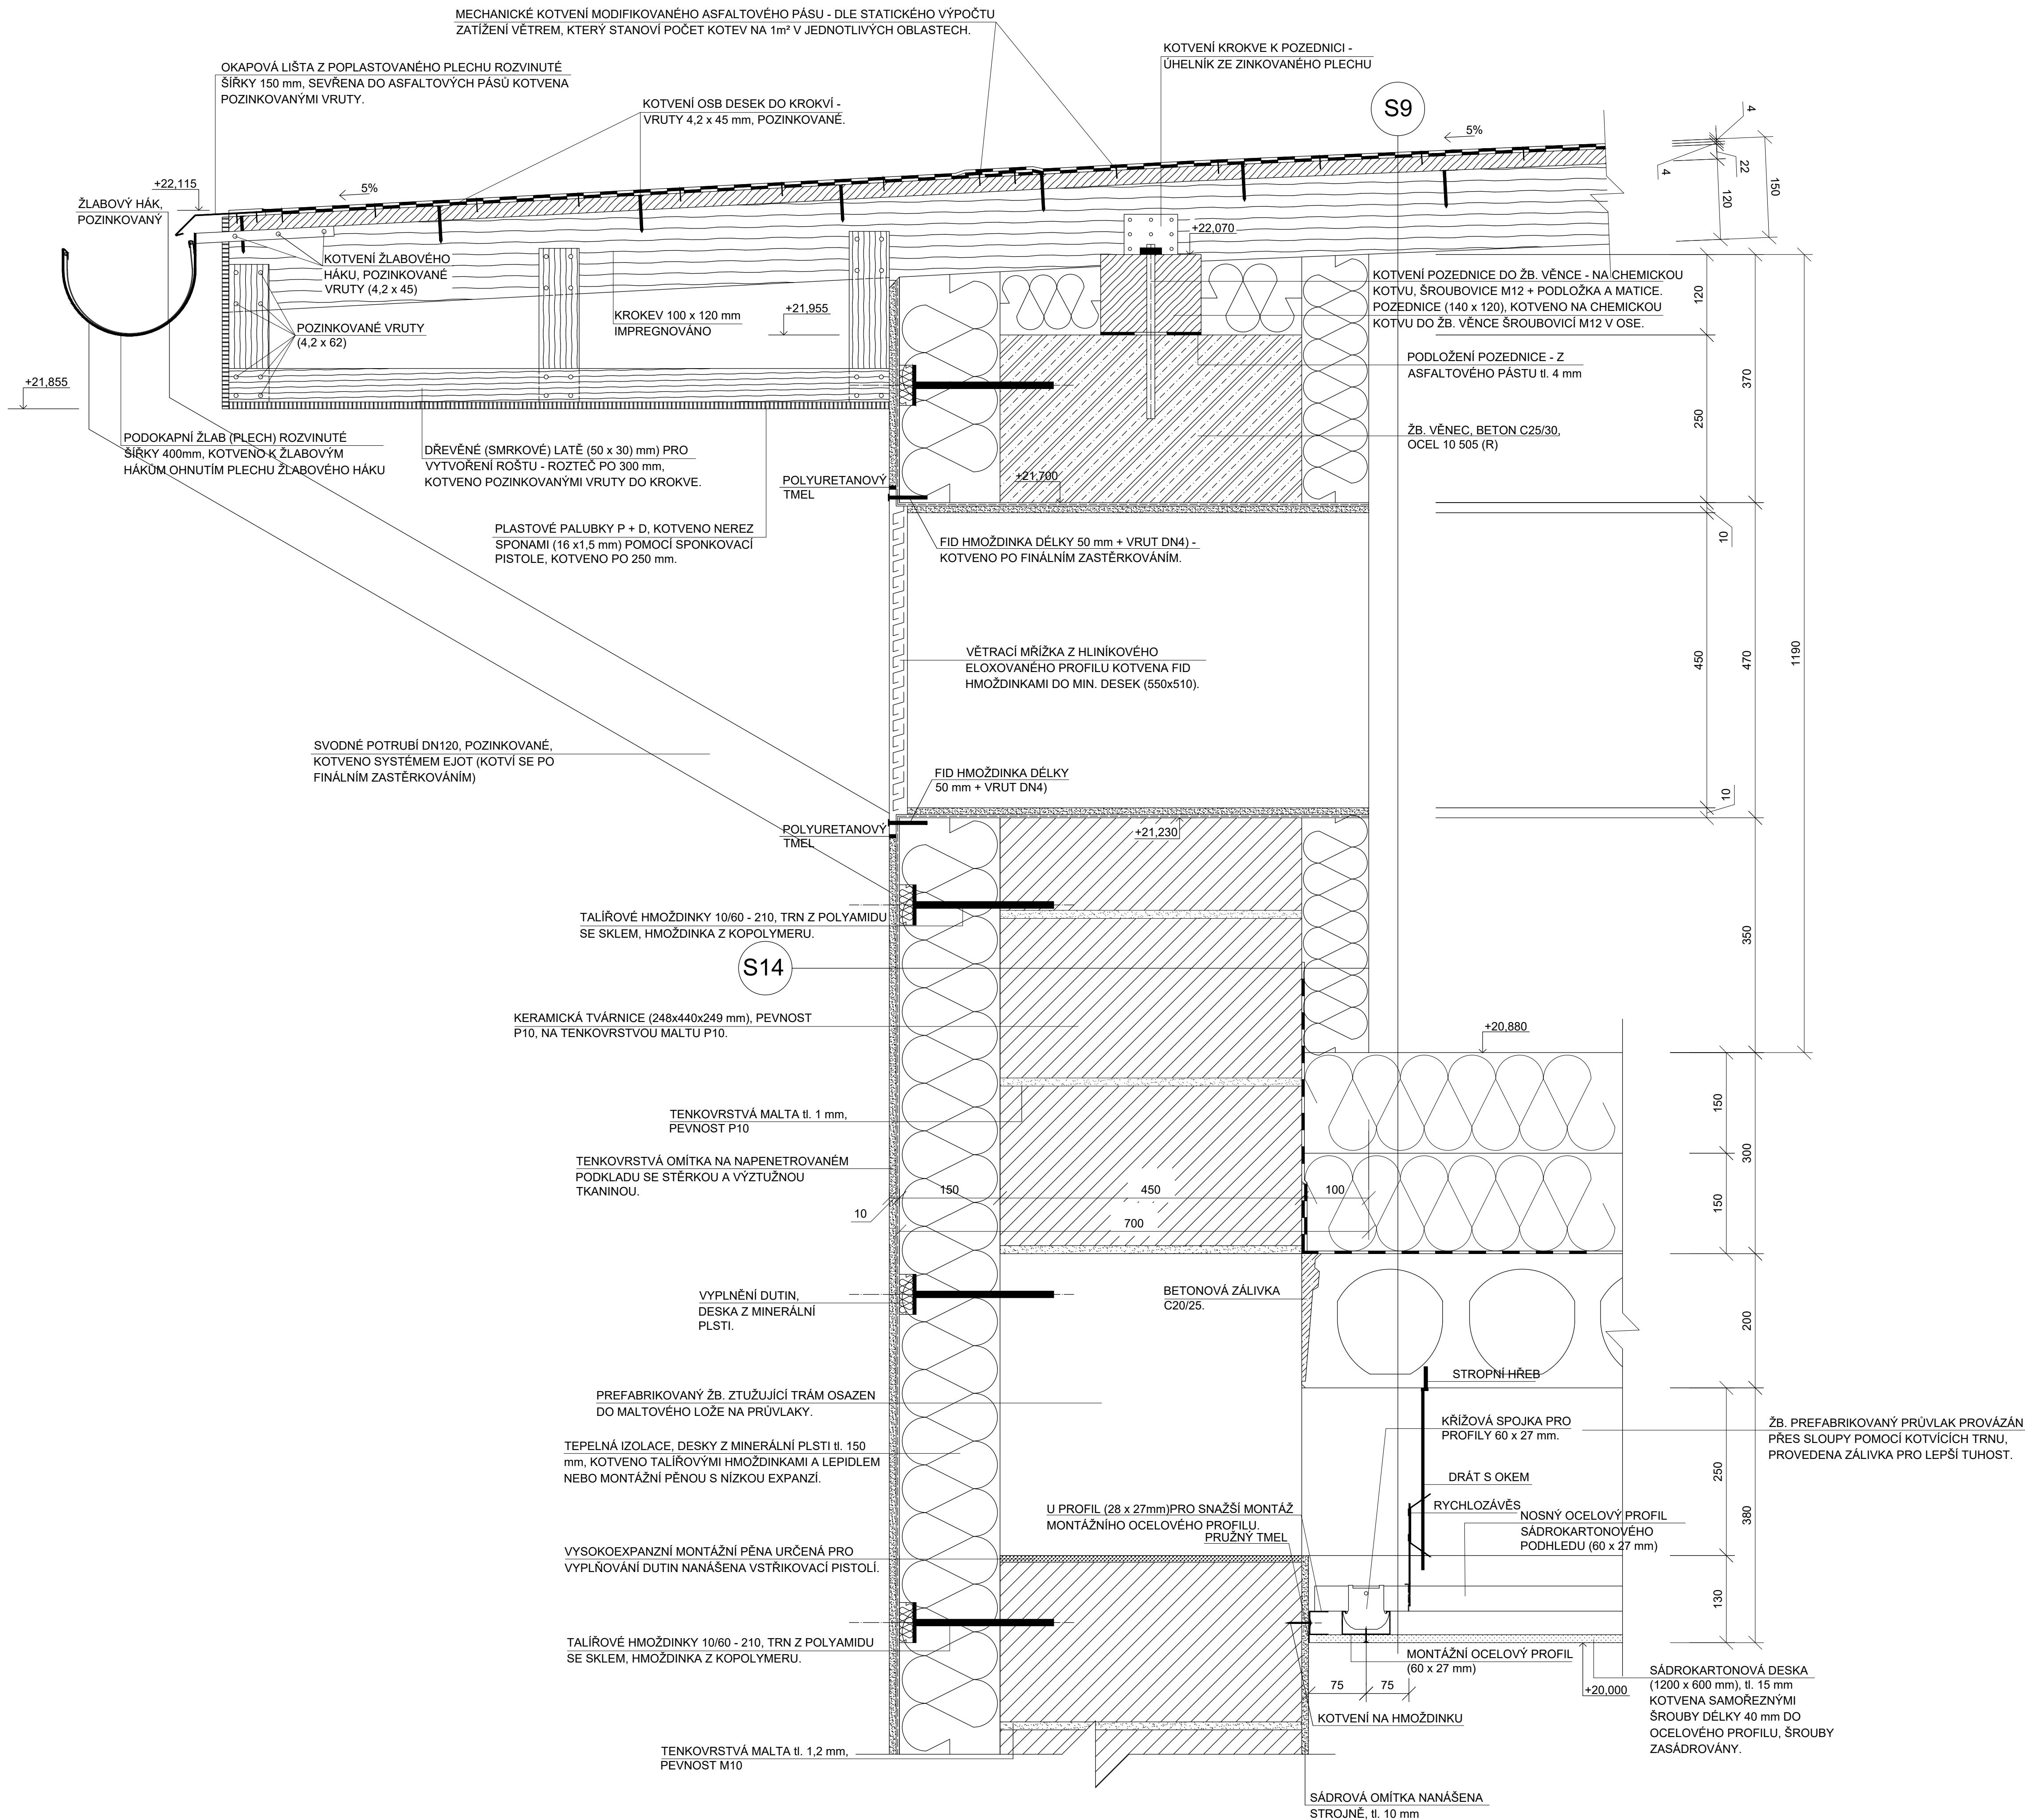 MECHANICKÉ KOTVENÍ MODIFIKOVANÉHO ASFALTOVÉHO PÁSU - DLE STATICKÉHO VÝPOČTU
ZATÍŽENÍ VĚTREM, KTERÝ STANOVÍ POČET KOTEV NA 1m² V JEDNOTLIVÝCH OBLASTECH.
KOTVENÍ KROKVE K POZEDNICI -
ÚHELNÍK ZE ZINKOVANÉHO PLECHU
OKAPOVÁ LIŠTA Z POPLASTOVANÉHO PLECHU ROZVINUTÉ
ŠÍŘKY 150 mm, SEVŘENA DO ASFALTOVÝCH PÁSŮ KOTVENA
POZINKOVANÝMI VRUTY.
KOTVENÍ OSB DESEK DO KROKVÍ -
VRUTY 4,2 x 45 mm, POZINKOVANÉ.
S9
5%
4
22
4
120
150
+22,115
5%
ŽLABOVÝ HÁK,
POZINKOVANÝ
+22,070
KOTVENÍ ŽLABOVÉHO
HÁKU, POZINKOVANÉ
VRUTY (4,2 x 45)
KOTVENÍ POZEDNICE DO ŽB. VĚNCE - NA CHEMICKOU
KOTVU, ŠROUBOVICE M12 + PODLOŽKA A MATICE.
POZEDNICE (140 x 120), KOTVENO NA CHEMICKOU
KOTVU DO ŽB. VĚNCE ŠROUBOVICÍ M12 V OSE.
120
KROKEV 100 x 120 mm
IMPREGNOVÁNO
+21,955
POZINKOVANÉ VRUTY
(4,2 x 62)
PODLOŽENÍ POZEDNICE - Z
ASFALTOVÉHO PÁSTU tl. 4 mm
+21,855
370
250
ŽB. VĚNEC, BETON C25/30,
OCEL 10 505 (R)
PODOKAPNÍ ŽLAB (PLECH) ROZVINUTÉ
ŠÍŘKY 400mm, KOTVENO K ŽLABOVÝM
HÁKŮM OHNUTÍM PLECHU ŽLABOVÉHO HÁKU
DŘEVĚNÉ (SMRKOVÉ) LATĚ (50 x 30) mm) PRO
VYTVOŘENÍ ROŠTU - ROZTEČ PO 300 mm,
KOTVENO POZINKOVANÝMI VRUTY DO KROKVE.
POLYURETANOVÝ
TMEL
+21,700
PLASTOVÉ PALUBKY P + D, KOTVENO NEREZ
SPONAMI (16 x1,5 mm) POMOCÍ SPONKOVACÍ
PISTOLE, KOTVENO PO 250 mm.
FID HMOŽDINKA DÉLKY 50 mm + VRUT DN4) -
KOTVENO PO FINÁLNÍM ZASTĚRKOVÁNÍM.
10
VĚTRACÍ MŘÍŽKA Z HLINÍKOVÉHO
ELOXOVANÉHO PROFILU KOTVENA FID
HMOŽDINKAMI DO MIN. DESEK (550x510).
450
470
1190
SVODNÉ POTRUBÍ DN120, POZINKOVANÉ,
KOTVENO SYSTÉMEM EJOT (KOTVÍ SE PO
FINÁLNÍM ZASTĚRKOVÁNÍM)
FID HMOŽDINKA DÉLKY
50 mm + VRUT DN4)
10
POLYURETANOVÝ
TMEL
+21,230
TALÍŘOVÉ HMOŽDINKY 10/60 - 210, TRN Z POLYAMIDU
SE SKLEM, HMOŽDINKA Z KOPOLYMERU.
350
S14
KERAMICKÁ TVÁRNICE (248x440x249 mm), PEVNOST
P10, NA TENKOVRSTVOU MALTU P10.
+20,880
TENKOVRSTVÁ MALTA tl. 1 mm,
PEVNOST P10
150
TENKOVRSTVÁ OMÍTKA NA NAPENETROVANÉM
PODKLADU SE STĚRKOU A VÝZTUŽNOU
TKANINOU.
300
150
10
150
450
100
700
VYPLNĚNÍ DUTIN,
DESKA Z MINERÁLNÍ
PLSTI.
BETONOVÁ ZÁLIVKA
C20/25.
200
STROPNÍ HŘEB
PREFABRIKOVANÝ ŽB. ZTUŽUJÍCÍ TRÁM OSAZEN
DO MALTOVÉHO LOŽE NA PRŮVLAKY.
KŘÍŽOVÁ SPOJKA PRO
PROFILY 60 x 27 mm.
ŽB. PREFABRIKOVANÝ PRŮVLAK PROVÁZÁN
PŘES SLOUPY POMOCÍ KOTVÍCÍCH TRNU,
PROVEDENA ZÁLIVKA PRO LEPŠÍ TUHOST.
TEPELNÁ IZOLACE, DESKY Z MINERÁLNÍ PLSTI tl. 150
mm, KOTVENO TALÍŘOVÝMI HMOŽDINKAMI A LEPIDLEM
NEBO MONTÁŽNÍ PĚNOU S NÍZKOU EXPANZÍ.
DRÁT S OKEM
250
380
RYCHLOZÁVĚS
U PROFIL (28 x 27mm)PRO SNAŽŠÍ MONTÁŽ
MONTÁŽNÍHO OCELOVÉHO PROFILU.
PRUŽNÝ TMEL
NOSNÝ OCELOVÝ PROFIL
SÁDROKARTONOVÉHO
PODHLEDU (60 x 27 mm)
VYSOKOEXPANZNÍ MONTÁŽNÍ PĚNA URČENÁ PRO
VYPLŇOVÁNÍ DUTIN NANÁŠENA VSTŘIKOVACÍ PISTOLÍ.
130
TALÍŘOVÉ HMOŽDINKY 10/60 - 210, TRN Z POLYAMIDU
SE SKLEM, HMOŽDINKA Z KOPOLYMERU.
MONTÁŽNÍ OCELOVÝ PROFIL
(60 x 27 mm)
75
75
+20,000
SÁDROKARTONOVÁ DESKA
(1200 x 600 mm), tl. 15 mm
KOTVENA SAMOŘEZNÝMI
ŠROUBY DÉLKY 40 mm DO
OCELOVÉHO PROFILU, ŠROUBY
ZASÁDROVÁNY.
KOTVENÍ NA HMOŽDINKU
TENKOVRSTVÁ MALTA tl. 1,2 mm,
PEVNOST M10
SÁDROVÁ OMÍTKA NANÁŠENA
STROJNĚ, tl. 10 mm